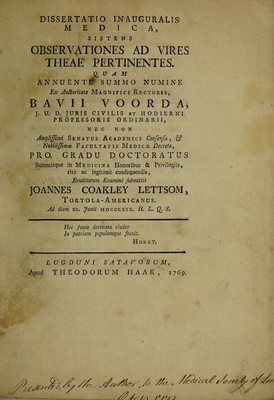 DISSERTATIO INAUGURALIS
MEDICA,
SISTENS
OBSERVATIONES AD VIRES
THEAE PERTINENTES.
QUAM
ANNUENTE SUMMO NUMINE
Ex Auctoritate MAGNIFICI RECTORIS,
BAVII VOORDA,
J. U. D. JURIS CIVILIS ET HODIERNI
PROFESSORIS ORDINARII,
NEC NON
Amplissimi SENATUS ACADEMICI Consensu, &
Nobilissimæ FACULTATIS MEDICÆ Decreto,
PRO GRADU DOCTORATUS
Summisque in MEDICINA Honoribus & Privilegiis,
rite ac legitime consequendis,
Eruditorum Examini submittit
JOANNES COAKLEY LETTSOM,
TORTOLA-AMERICANUS.
Ad diem XX. Junii MDCCLXIX. H. L. Q. S.
Hoc fonte derivata clades
In patriam populumque fluxit.
HORAT.
LUGDUNI BATAVORUM,
Apud THEODORUM HAAK, 1769.
Presented, by the Author, to the Medical Society of Lon